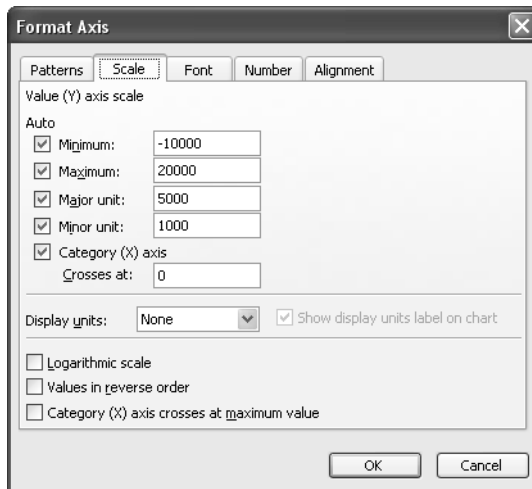 Format Axis
Patterns Scale Font Number Alignment
Value (Y) axis scale
Auto
Minimum: -10000
Maximum: 20000
Major unit: 5000
Minor unit: 1000
Category (X) axis
Crosses at: 0
Display units: None Show display units label on chart
Logarithmic scale
Values in reverse order
Category (X) axis crosses at maximum value
OK Cancel